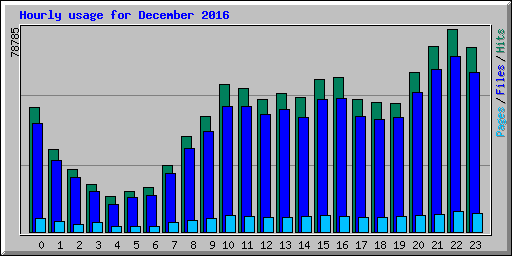 Hourly usage for December 2016
78785
Pages / Files / Hits
0 1 2 3 4 5 6 7 8 9 10 11 12 13 14 15 16 17 18 19 20 21 22 23